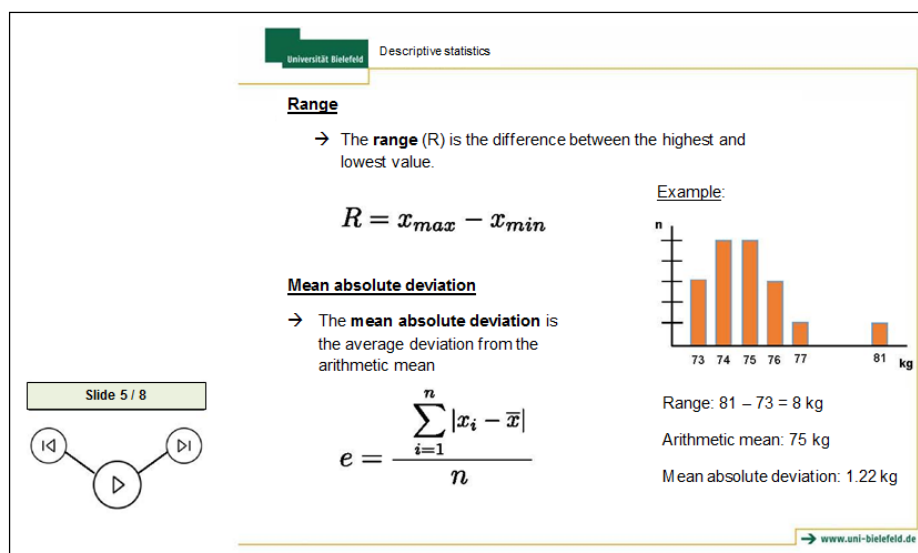 Universität Bielefeld
Descriptive statistics
Range
→ The range (R) is the difference between the highest and
lowest value.
R = x_max − x_min
Mean absolute deviation
→ The mean absolute deviation is
the average deviation from the
arithmetic mean
e = ∑_{i=1}^{n} |x_i − x̅| / n
Example:
n
73 74 75 76 77 81 kg
Range: 81 – 73 = 8 kg
Arithmetic mean: 75 kg
Mean absolute deviation: 1.22 kg
Slide 5 / 8
→ www.uni-bielefeld.de